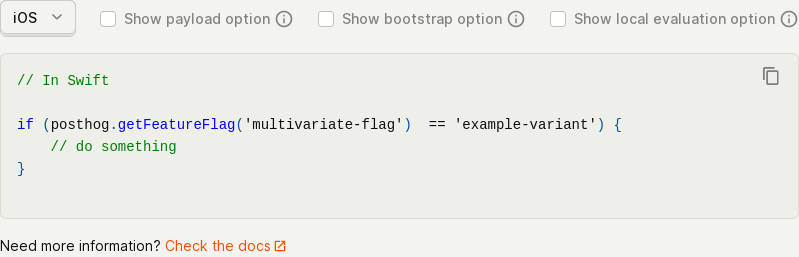 iOS Show payload option Show bootstrap option Show local evaluation option
// In Swift
if (posthog.getFeatureFlag('multivariate-flag')  == 'example-variant') {
    // do something
}
Need more information? Check the docs